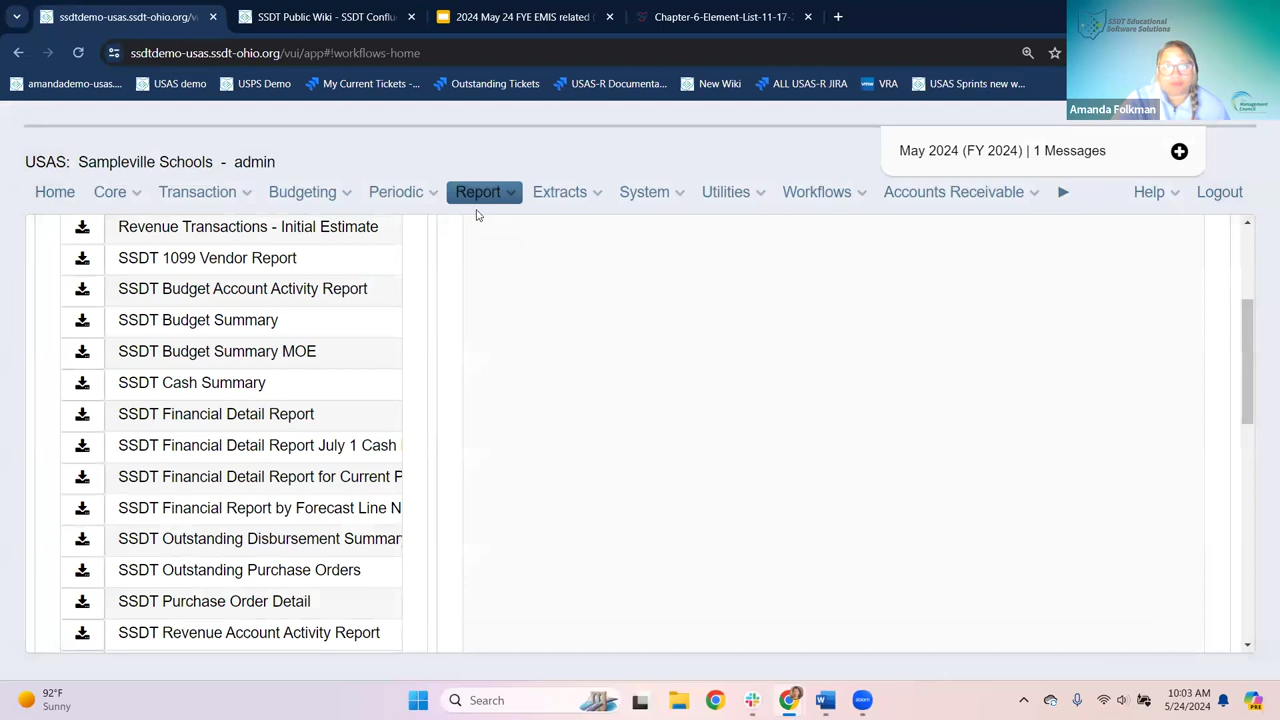 ssdtdemo-usas.ssdt-ohio.org/v
SSDT Public Wiki - SSDT Conflu
2024 May 24 FYE EMIS related (
Chapter-6-Element-List-11-17-
ssdtdemo-usas.ssdt-ohio.org/vui/app#!workflows-home
amandademo-usas....
USAS demo
USPS Demo
My Current Tickets -...
Outstanding Tickets
USAS-R Documenta...
New Wiki
ALL USAS-R JIRA
VRA
USAS Sprints new w...
SSDT Educational
Software Solutions
Management
Council
Amanda Folkman
May 2024 (FY 2024) | 1 Messages
USAS: Sampleville Schools - admin
Home Core Transaction Budgeting Periodic Report Extracts System Utilities Workflows Accounts Receivable Help Logout
Revenue Transactions - Initial Estimate
SSDT 1099 Vendor Report
SSDT Budget Account Activity Report
SSDT Budget Summary
SSDT Budget Summary MOE
SSDT Cash Summary
SSDT Financial Detail Report
SSDT Financial Detail Report July 1 Cash
SSDT Financial Detail Report for Current P
SSDT Financial Report by Forecast Line N
SSDT Outstanding Disbursement Summar
SSDT Outstanding Purchase Orders
SSDT Purchase Order Detail
SSDT Revenue Account Activity Report
92°F
Sunny
Search
10:03 AM
5/24/2024
PRE